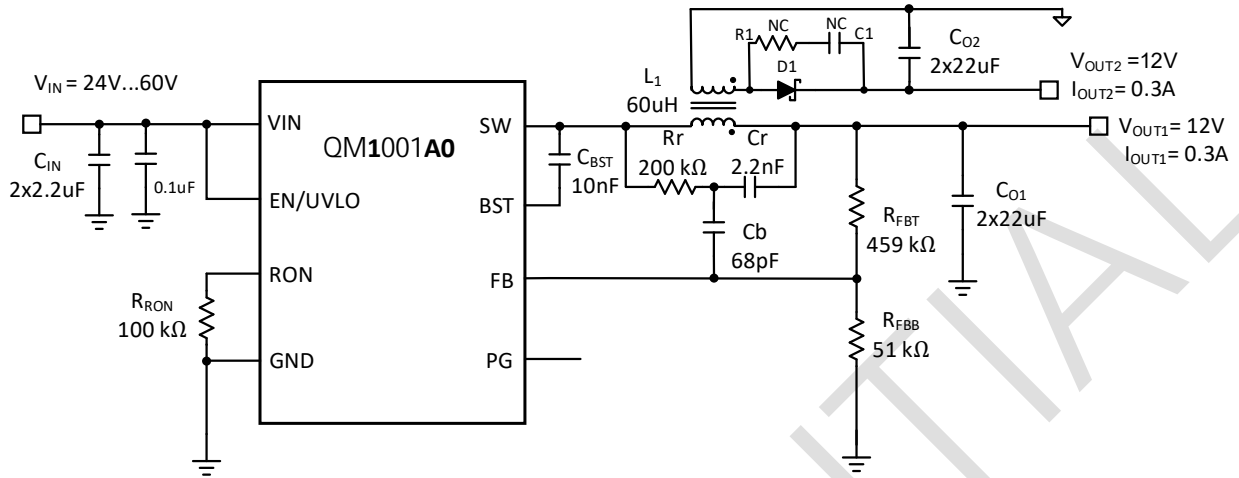 R1
NC
NC
C1
CO2
2x22uF
VOUT2 =12V
IOUT2= 0.3A
D1
L1
60uH
VIN = 24V...60V
VIN
SW
QM1001A0
CIN
2x2.2uF
0.1uF
CBST
10nF
Rr
200 kΩ
Cr
2.2nF
VOUT1= 12V
IOUT1= 0.3A
EN/UVLO
BST
RFBT
459 kΩ
CO1
2x22uF
Cb
68pF
RON
FB
RRON
100 kΩ
RFBB
51 kΩ
GND
PG